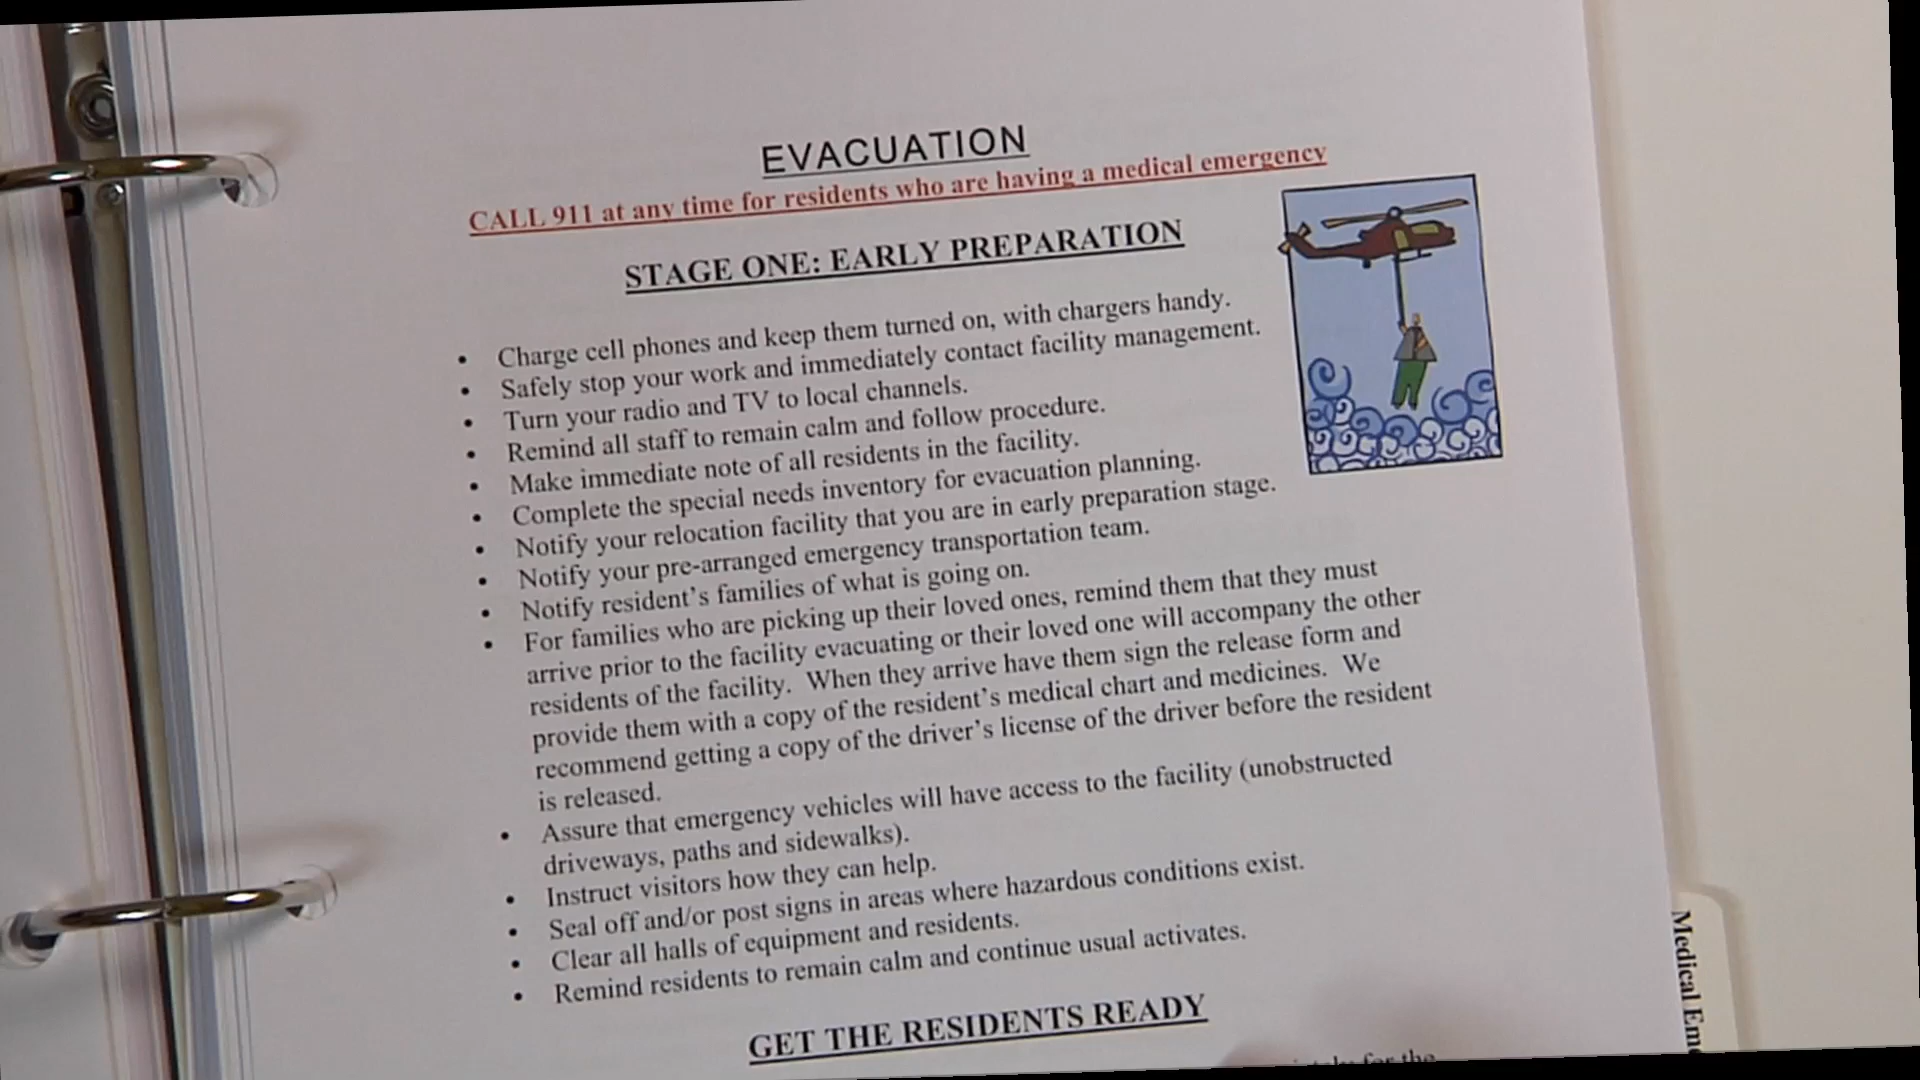 EVACUATION
CALL 911 at any time for residents who are having a medical emergency
STAGE ONE: EARLY PREPARATION
• Charge cell phones and keep them turned on, with chargers handy.
• Safely stop your work and immediately contact facility management.
• Turn your radio and TV to local channels.
• Remind all staff to remain calm and follow procedure.
• Make immediate note of all residents in the facility.
• Complete the special needs inventory for evacuation planning.
• Notify your relocation facility that you are in early preparation stage.
• Notify your pre-arranged emergency transportation team.
• Notify resident's families of what is going on.
• For families who are picking up their loved ones, remind them that they must
arrive prior to the facility evacuating or their loved one will accompany the other
residents of the facility. When they arrive have them sign the release form and
provide them with a copy of the resident's medical chart and medicines. We
recommend getting a copy of the driver's license of the driver before the resident
is released.
• Assure that emergency vehicles will have access to the facility (unobstructed
driveways, paths and sidewalks).
• Instruct visitors how they can help.
• Seal off and/or post signs in areas where hazardous conditions exist.
• Clear all halls of equipment and residents.
• Remind residents to remain calm and continue usual activates.
GET THE RESIDENTS READY
for the
Medical Eme